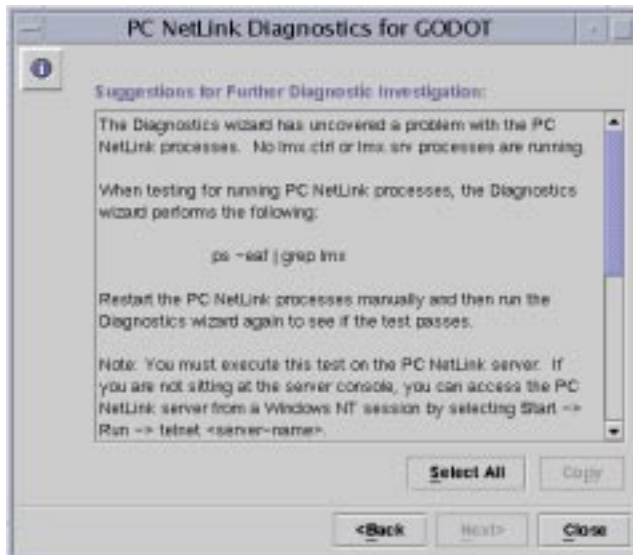 PC NetLink Diagnostics for GODOT
Suggestions for Further Diagnostic Investigation:
The Diagnostics wizard has uncovered a problem with the PC
NetLink processes. No lmx ctrl or lmx srv processes are running.
When testing for running PC NetLink processes, the Diagnostics
wizard performs the following:
ps -eaf | grep lmx
Restart the PC NetLink processes manually and then run the
Diagnostics wizard again to see if the test passes.
Note: You must execute this test on the PC NetLink server. If
you are not sitting at the server console, you can access the PC
NetLink server from a Windows NT session by selecting Start ->
Run -> telnet <server-name>.
Select All
Copy
<Back
Next>
Close